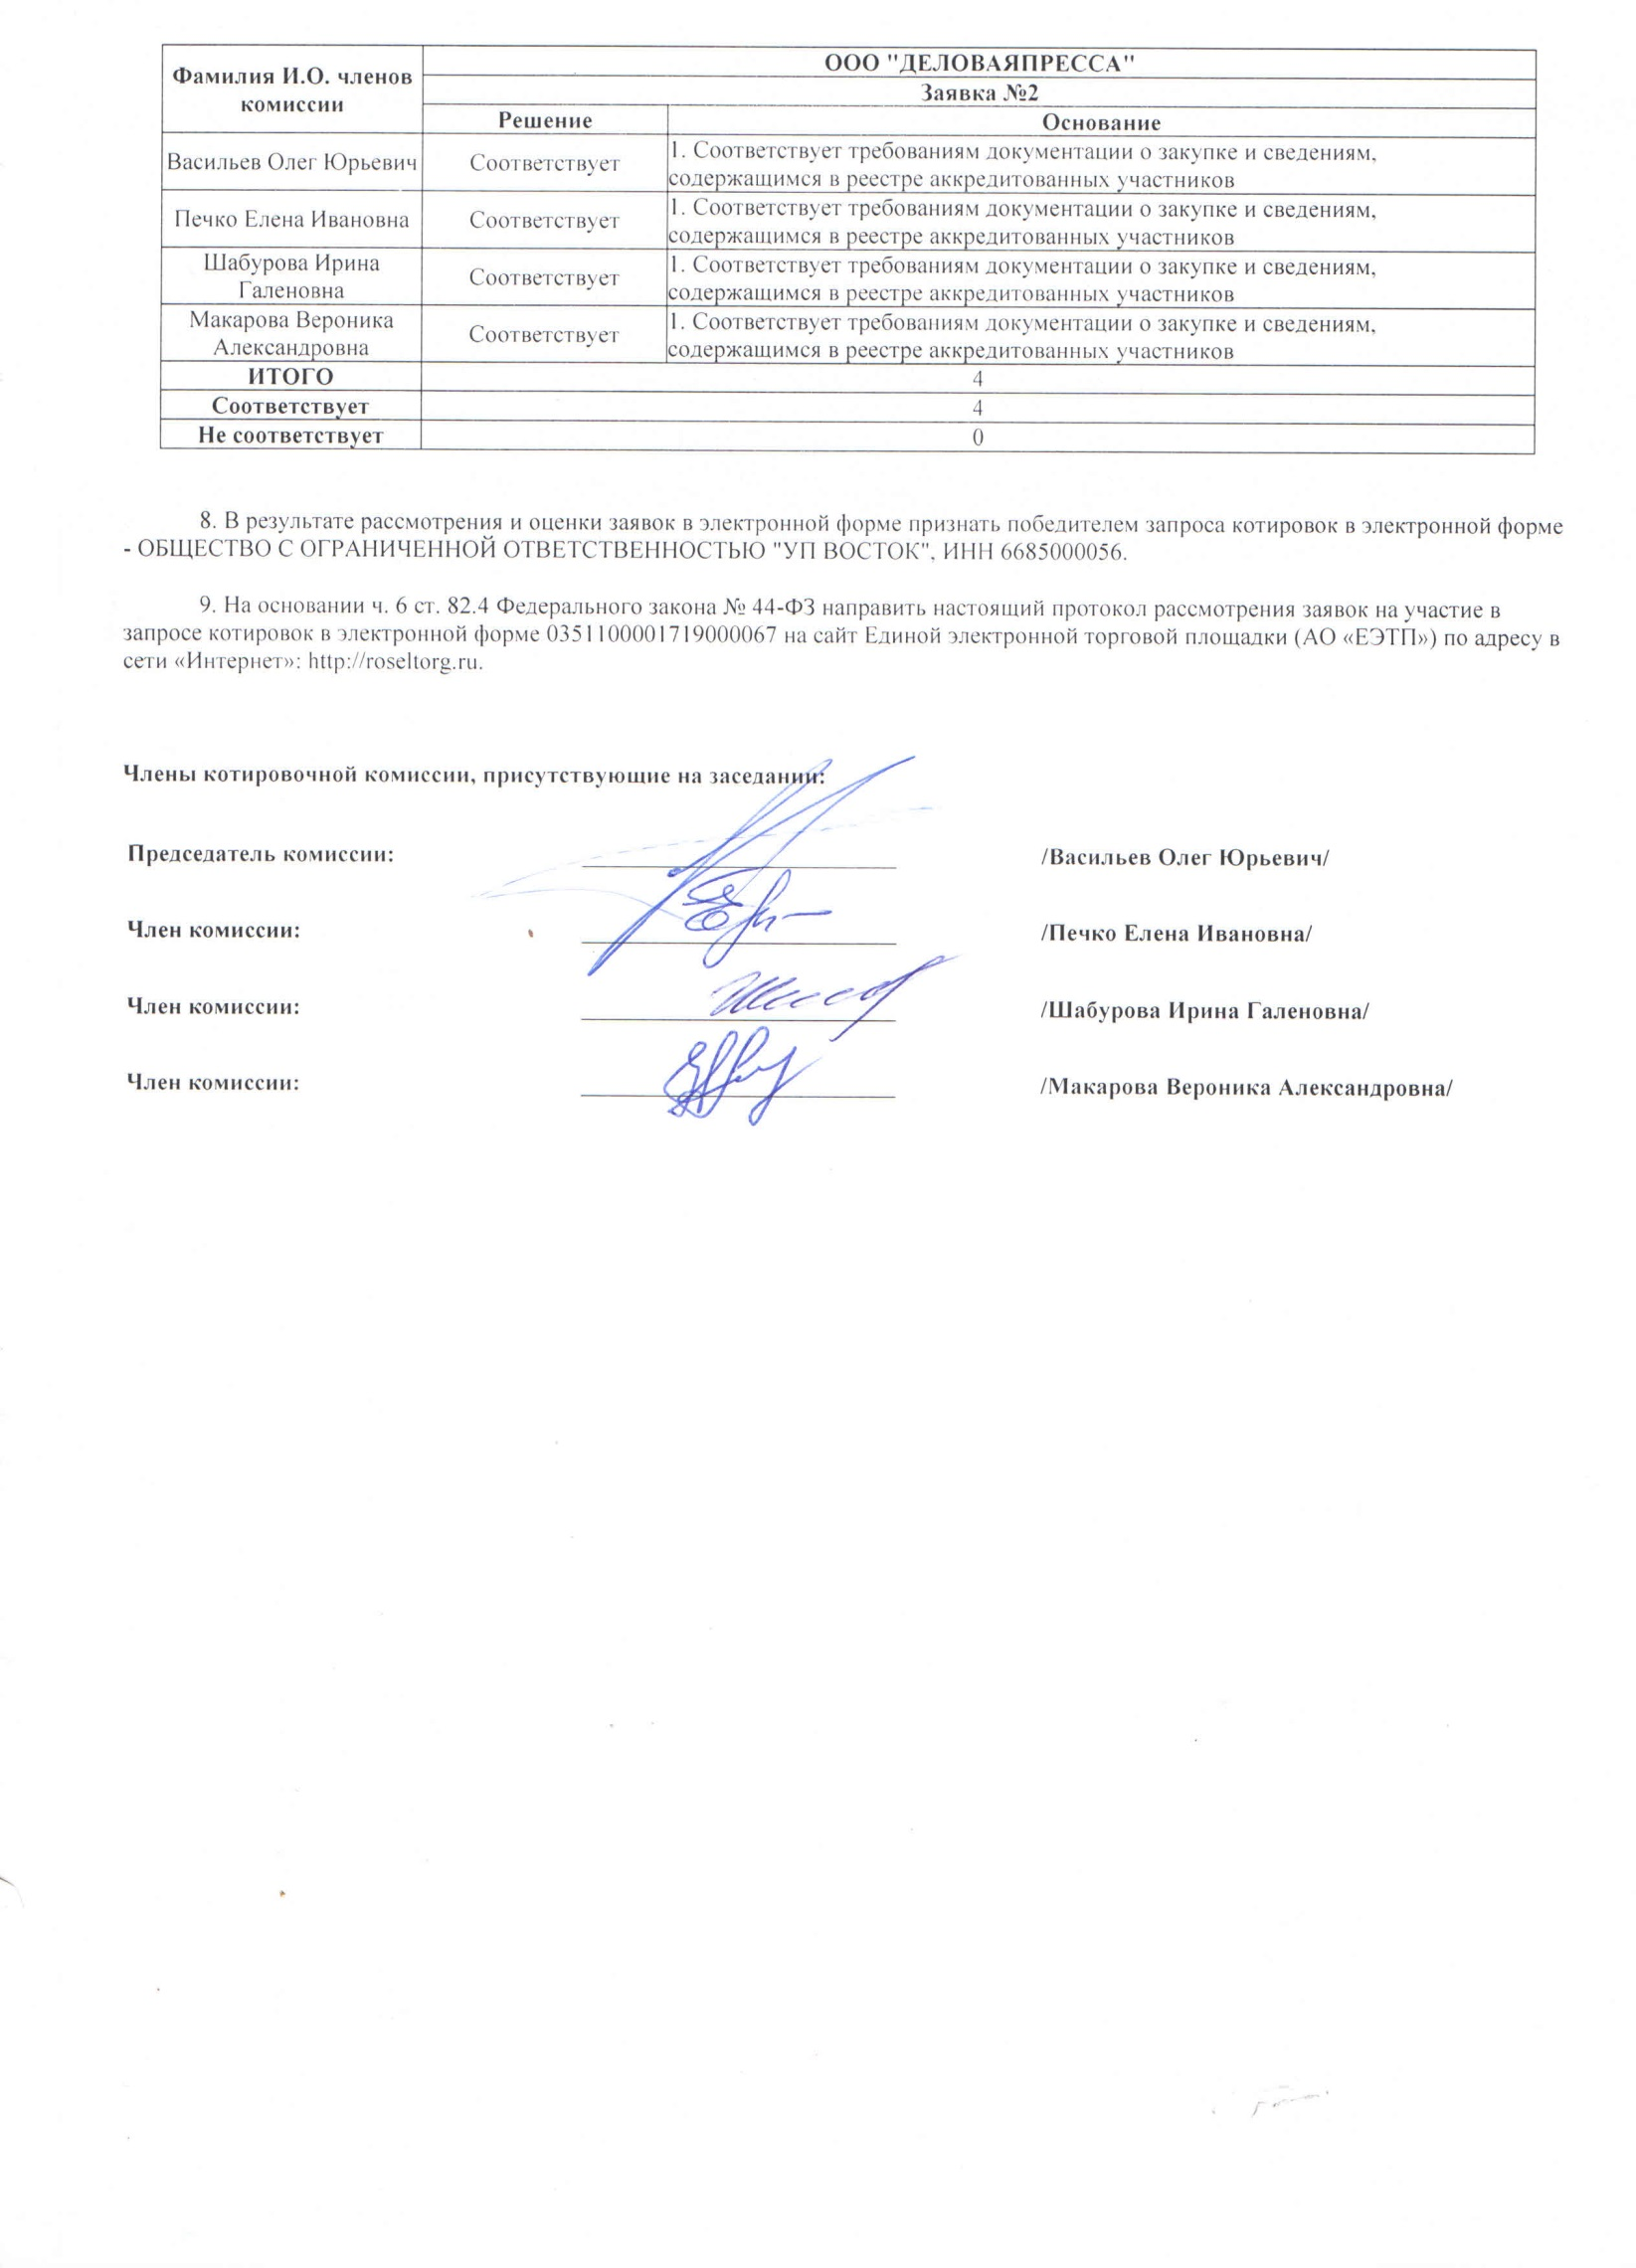 Фамилия И.О. членов
комиссии
ООО "ДЕЛОВАЯПРЕССА"
Заявка №2
Решение
Основание
Васильев Олег Юрьевич
Соответствует
1. Соответствует требованиям документации о закупке и сведениям,
содержащимся в реестре аккредитованных участников
Печко Елена Ивановна
Соответствует
1. Соответствует требованиям документации о закупке и сведениям,
содержащимся в реестре аккредитованных участников
Шабурова Ирина
Галеновна
Соответствует
1. Соответствует требованиям документации о закупке и сведениям,
содержащимся в реестре аккредитованных участников
Макарова Вероника
Александровна
Соответствует
1. Соответствует требованиям документации о закупке и сведениям,
содержащимся в реестре аккредитованных участников
ИТОГО
4
Соответствует
4
Не соответствует
0
8. В результате рассмотрения и оценки заявок в электронной форме признать победителем запроса котировок в электронной форме
- ОБЩЕСТВО С ОГРАНИЧЕННОЙ ОТВЕТСТВЕННОСТЬЮ "УП ВОСТОК", ИНН 6685000056.
9. На основании ч. 6 ст. 82.4 Федерального закона № 44-ФЗ направить настоящий протокол рассмотрения заявок на участие в
запросе котировок в электронной форме 0351100001719000067 на сайт Единой электронной торговой площадки (АО «ЕЭТП») по адресу в
сети «Интернет»: http://roseltorg.ru.
Члены котировочной комиссии, присутствующие на заседании:
Председатель комиссии:
/Васильев Олег Юрьевич/
Член комиссии:
/Печко Елена Ивановна/
Член комиссии:
/Шабурова Ирина Галеновна/
Член комиссии:
/Макарова Вероника Александровна/